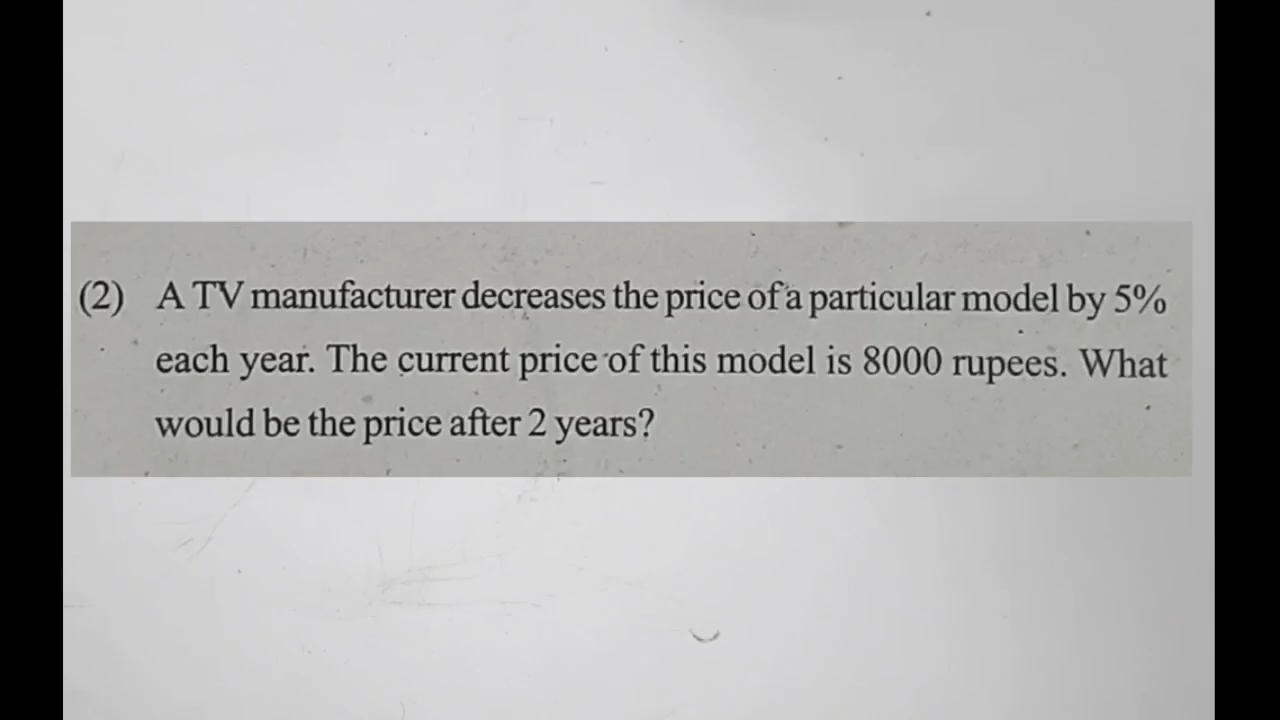 (2) A TV manufacturer decreases the price of a particular model by 5%
each year. The current price of this model is 8000 rupees. What
would be the price after 2 years?